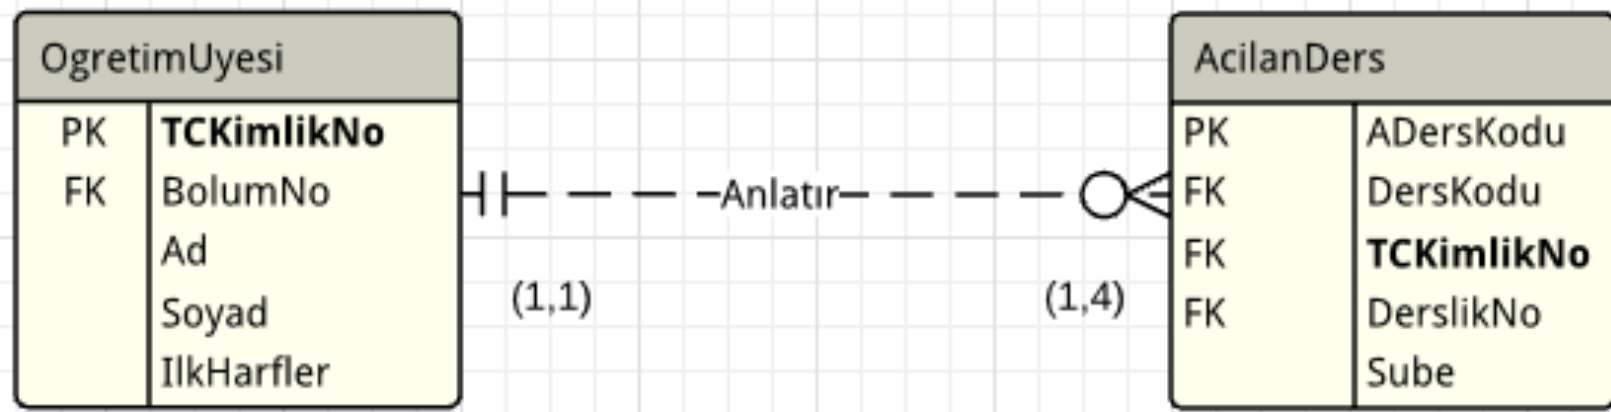 OgretimUyesi
PK TCKimlikNo
FK BolumNo
Ad
Soyad
IlkHarfler
Anlatır
(1,1)
(1,4)
AcilanDers
PK ADersKodu
FK DersKodu
FK TCKimlikNo
FK DerslikNo
Sube